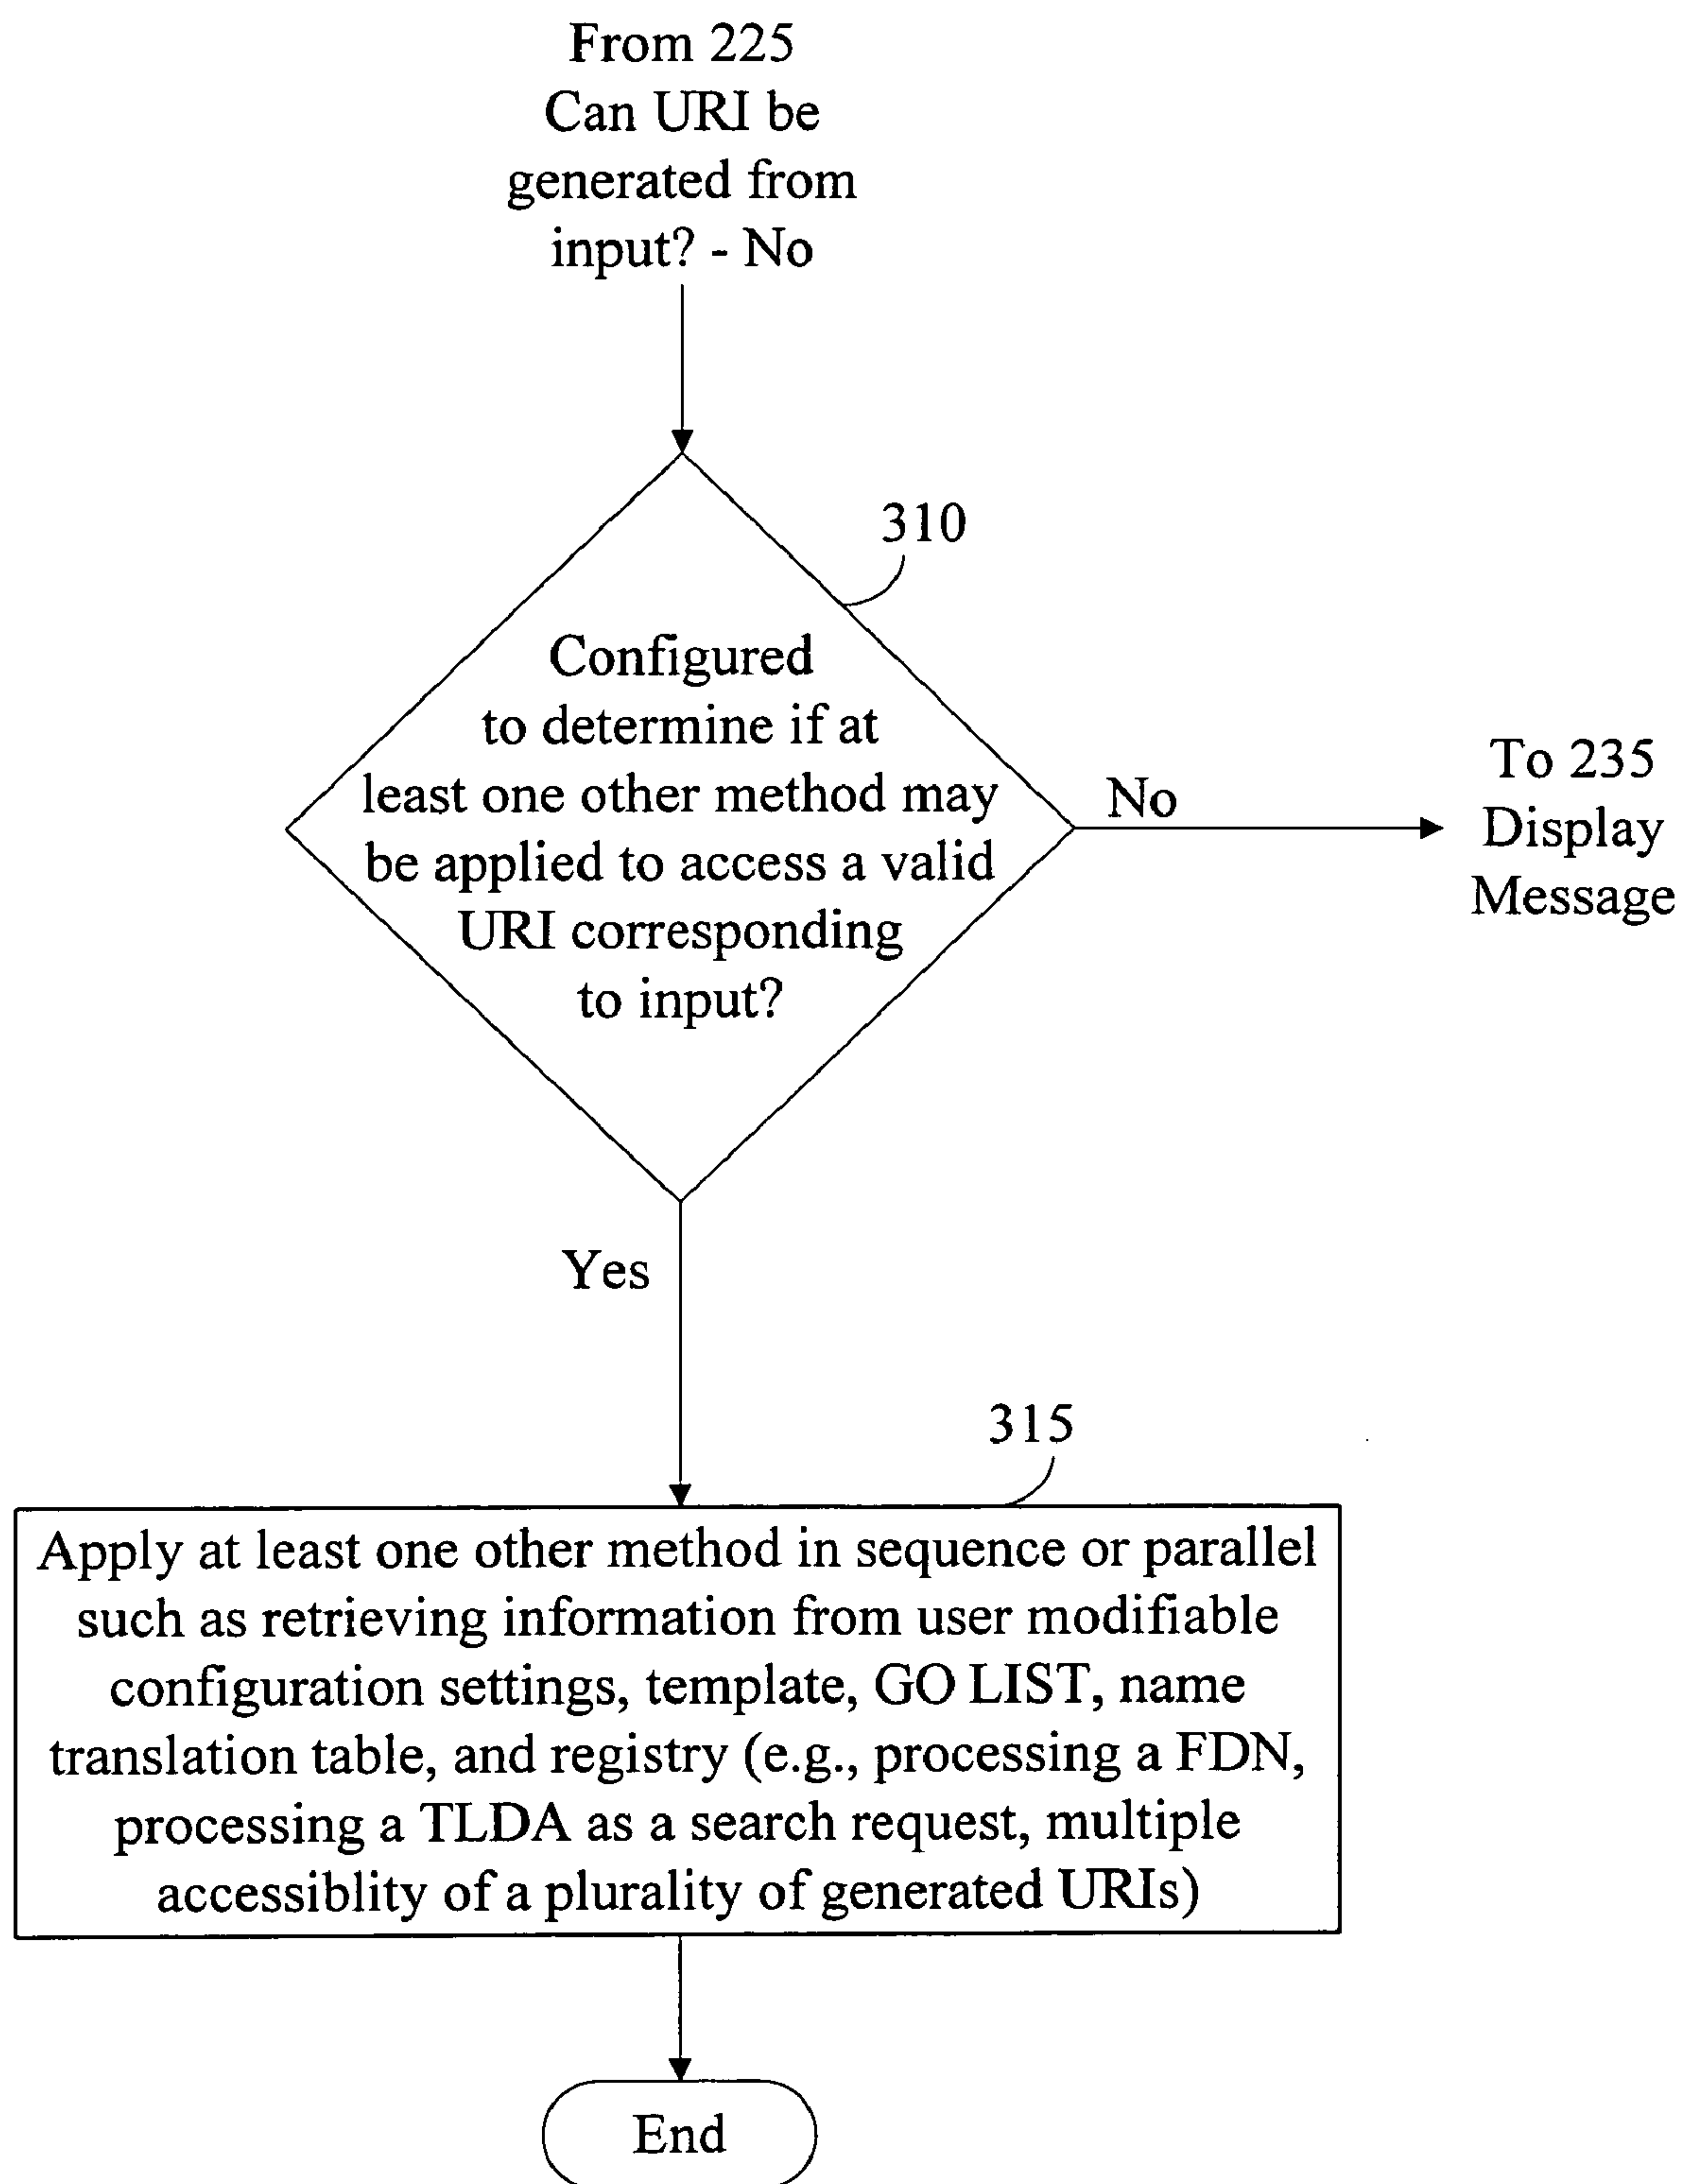 From 225
Can URI be
generated from
input? - No
310
Configured
to determine if at
least one other method may
be applied to access a valid
URI corresponding
to input?
No
To 235
Display
Message
Yes
315
Apply at least one other method in sequence or parallel
such as retrieving information from user modifiable
configuration settings, template, GO LIST, name
translation table, and registry (e.g., processing a FDN,
processing a TLDA as a search request, multiple
accessiblity of a plurality of generated URIs)
End